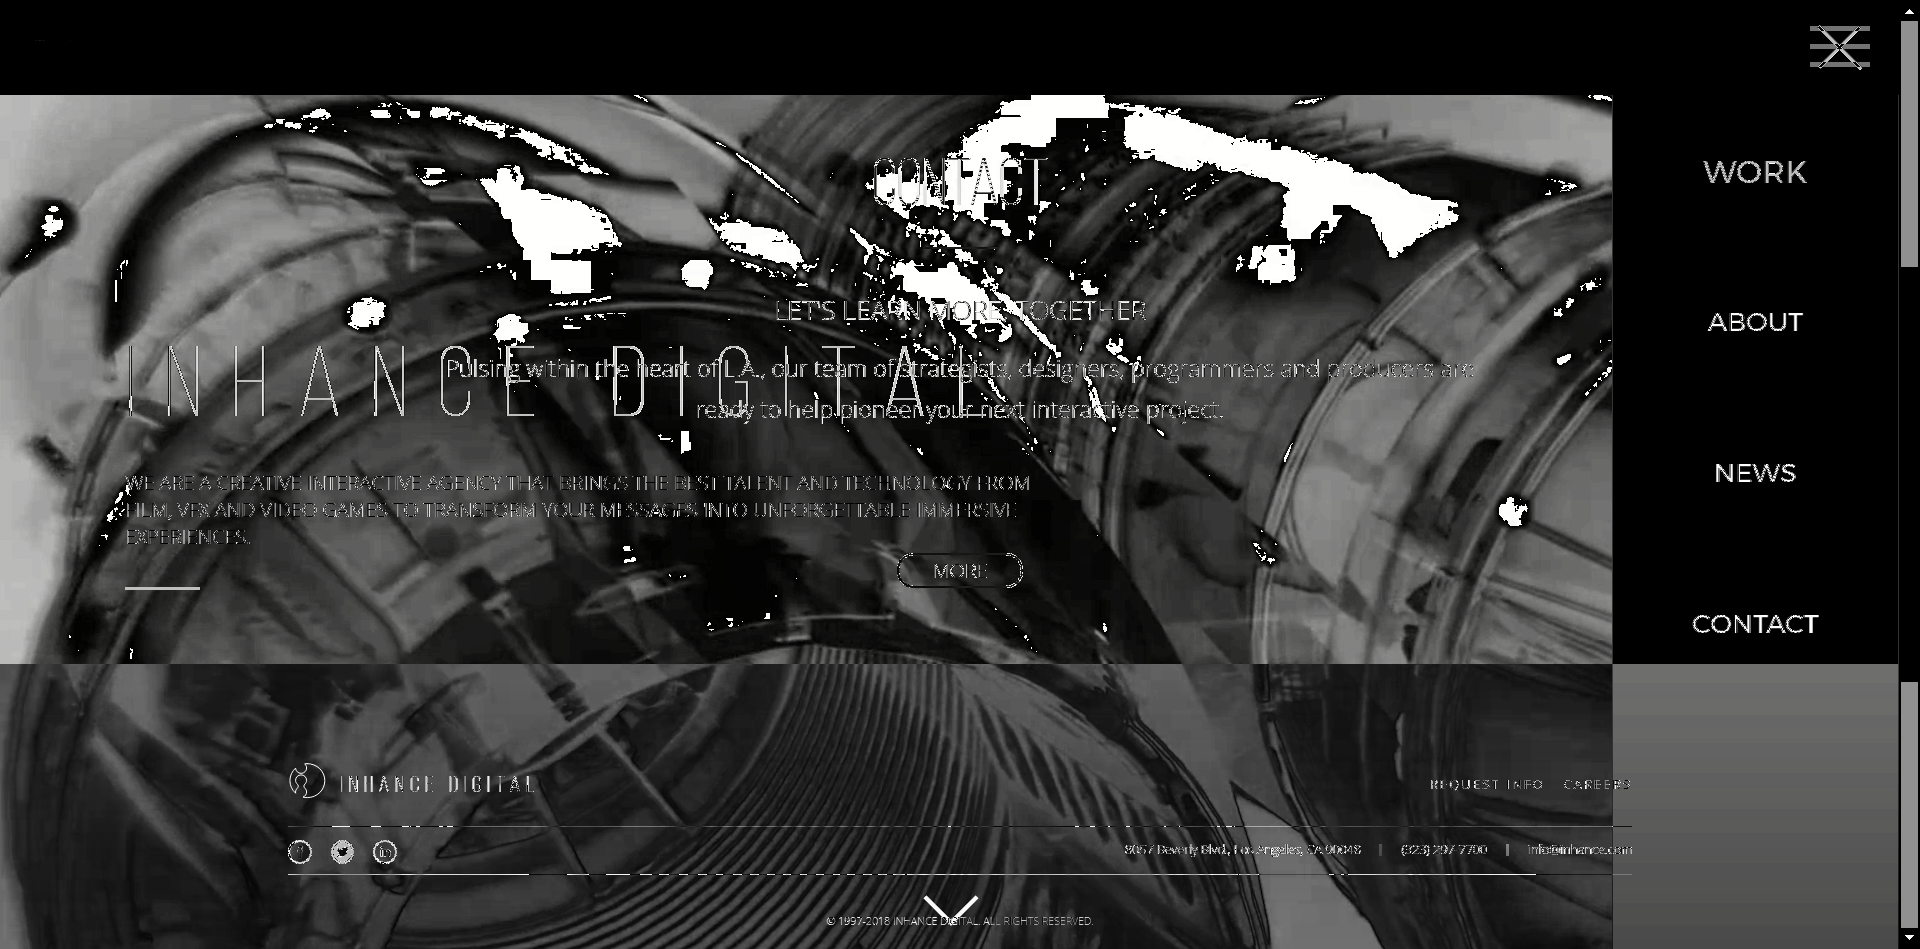 CONTACT
WORK
LET'S LEARN MORE, TOGETHER
ABOUT
INHANCE DIGITAL
Pulsing within the heart of L.A., our team of strategists, designers, programmers and producers are
ready to help pioneer your next interactive project.
NEWS
WE ARE A CREATIVE INTERACTIVE AGENCY THAT BRINGS THE BEST TALENT AND TECHNOLOGY FROM
FILM, VFX AND VIDEO GAMES TO TRANSFORM YOUR MESSAGES INTO UNFORGETTABLE IMMERSIVE
EXPERIENCES.
MORE
CONTACT
INHANCE DIGITAL
REQUEST INFO CAREERS
8057 Beverly Blvd., Los Angeles, CA 90048 | (323) 297-7700 | info@inhance.com
© 1997-2018 INHANCE DIGITAL. ALL RIGHTS RESERVED.